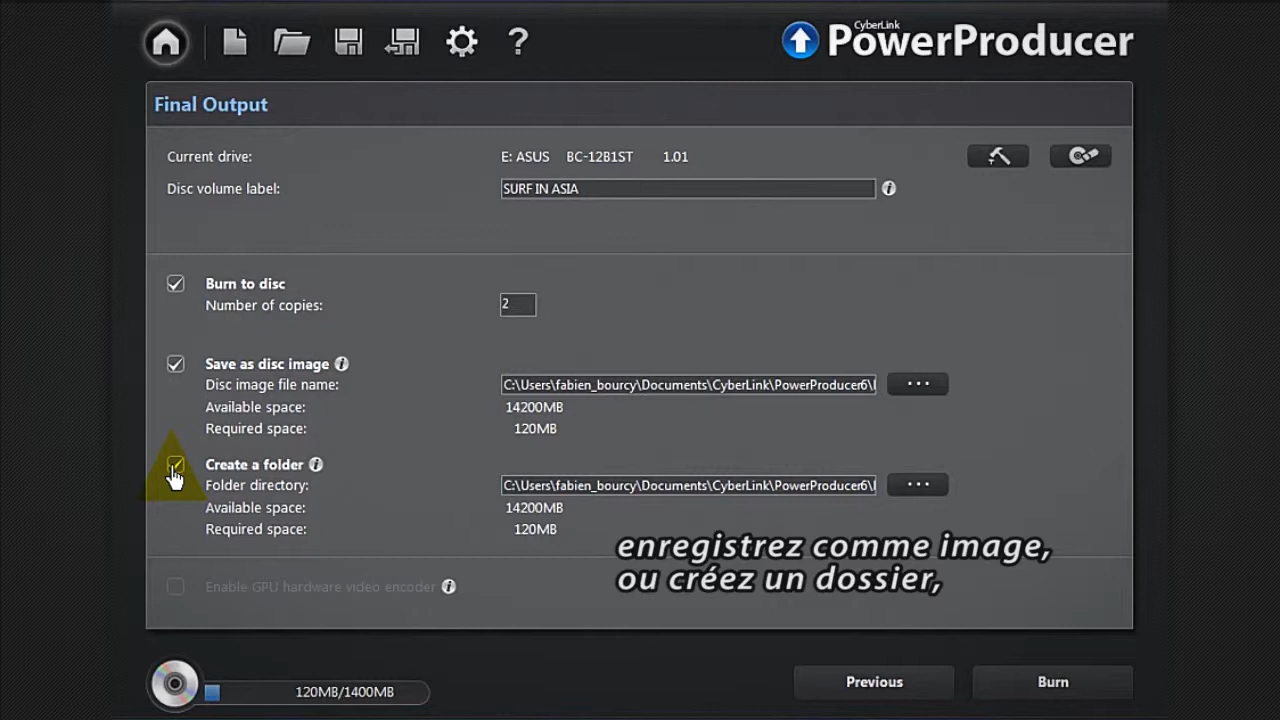 ?
CyberLink
PowerProducer
Final Output
Current drive:
E: ASUS BC-12B1ST 1.01
Disc volume label:
SURF IN ASIA
Burn to disc
Number of copies:
2
Save as disc image
Disc image file name:
C:\Users\fabien_bourcy\Documents\CyberLink\PowerProducer6\
...
Available space:
14200MB
Required space:
120MB
Create a folder
Folder directory:
C:\Users\fabien_bourcy\Documents\CyberLink\PowerProducer6\
...
Available space:
14200MB
Required space:
120MB
enregistrez comme image,
ou créez un dossier,
Enable GPU hardware video encoder
120MB/1400MB
Previous
Burn